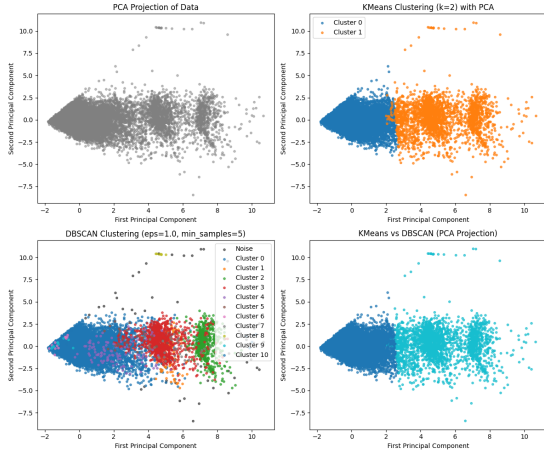 PCA Projection of Data
10.0
7.5
5.0
2.5
0.0
−2.5
−5.0
−7.5
Second Principal Component
−2 0 2 4 6 8 10
First Principal Component
KMeans Clustering (k=2) with PCA
Cluster 0
Cluster 1
10.0
7.5
5.0
2.5
0.0
−2.5
−5.0
−7.5
Second Principal Component
−2 0 2 4 6 8 10
First Principal Component
DBSCAN Clustering (eps=1.0, min_samples=5)
Noise
Cluster 0
Cluster 1
Cluster 2
Cluster 3
Cluster 4
Cluster 5
Cluster 6
Cluster 7
Cluster 8
Cluster 9
Cluster 10
10.0
7.5
5.0
2.5
0.0
−2.5
−5.0
−7.5
Second Principal Component
−2 0 2 4 6 8 10
First Principal Component
KMeans vs DBSCAN (PCA Projection)
10.0
7.5
5.0
2.5
0.0
−2.5
−5.0
−7.5
Second Principal Component
−2 0 2 4 6 8 10
First Principal Component